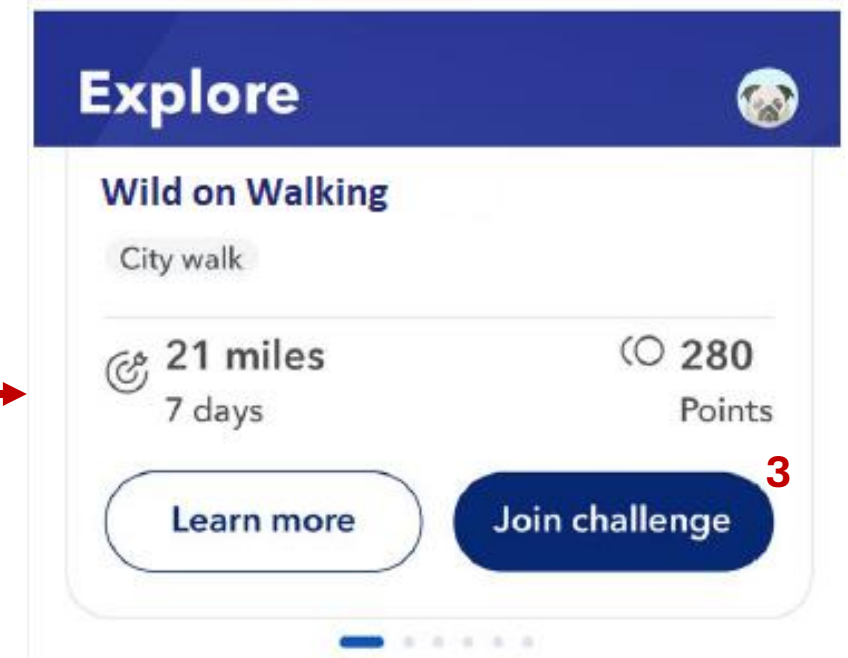 Explore
Wild on Walking
City walk
21 miles
280
7 days
Points
3
Learn more
Join challenge